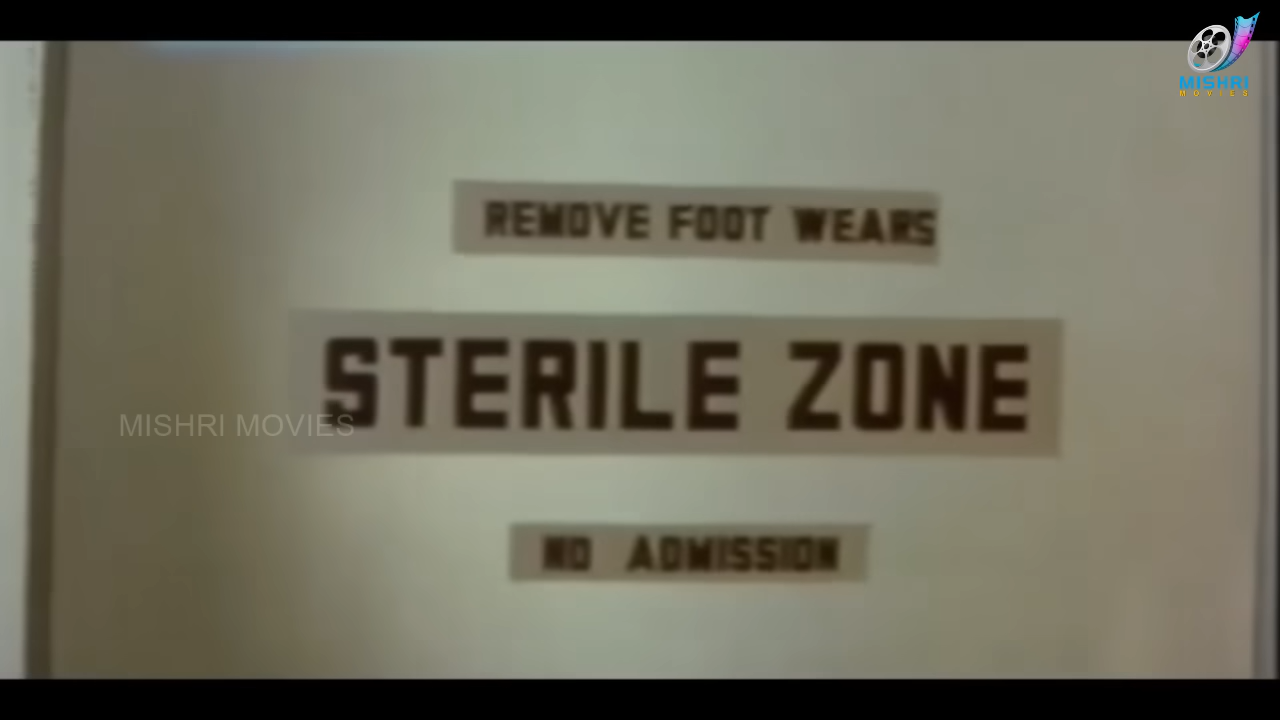 MISHRI
MOVIES
REMOVE FOOT WEARS
STERILE ZONE
MISHRI MOVIES
NO ADMISSION